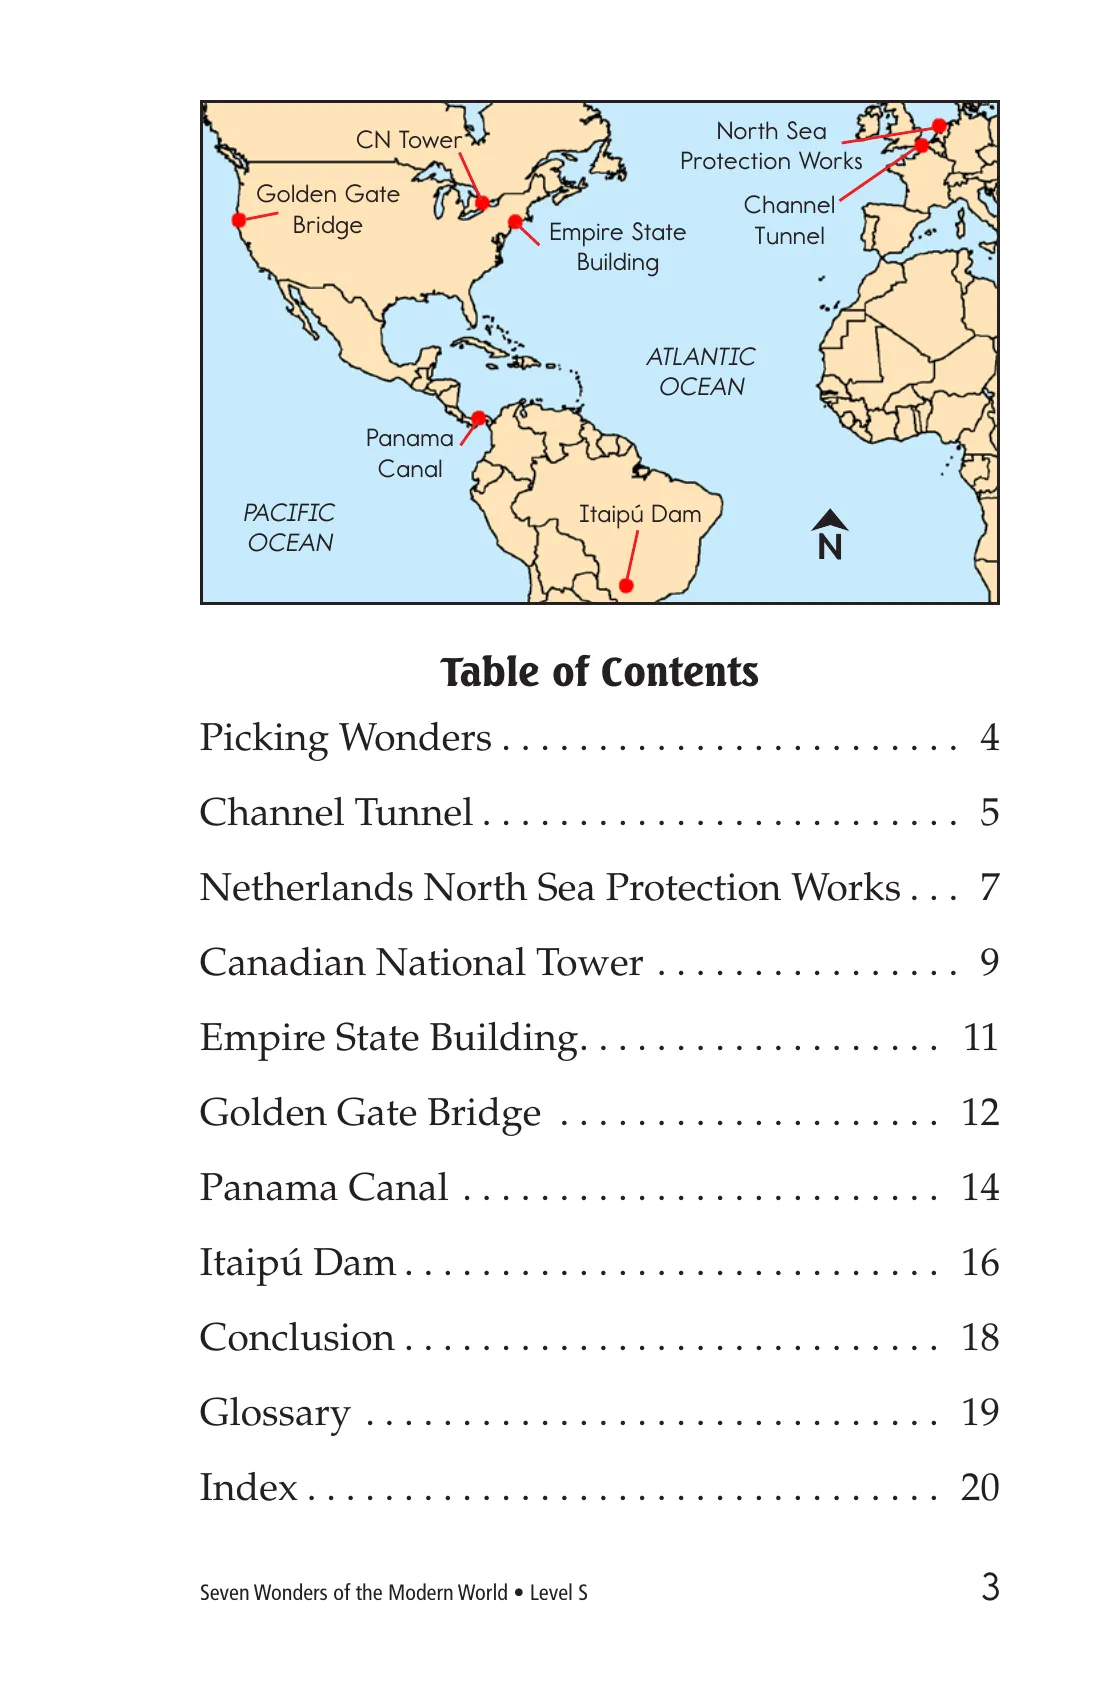 CN Tower
North Sea
Protection Works
Golden Gate
Bridge
Channel
Tunnel
Empire State
Building
ATLANTIC
OCEAN
Panama
Canal
PACIFIC
OCEAN
Itaipú Dam
N
Table of Contents
Picking Wonders . . . . . . . . . . . . . . . . . . . . . . . . 4
Channel Tunnel . . . . . . . . . . . . . . . . . . . . . . . . . 5
Netherlands North Sea Protection Works . . . 7
Canadian National Tower . . . . . . . . . . . . . . . . 9
Empire State Building. . . . . . . . . . . . . . . . . . . 11
Golden Gate Bridge . . . . . . . . . . . . . . . . . . . . 12
Panama Canal . . . . . . . . . . . . . . . . . . . . . . . . . 14
Itaipú Dam . . . . . . . . . . . . . . . . . . . . . . . . . . . . 16
Conclusion . . . . . . . . . . . . . . . . . . . . . . . . . . . . 18
Glossary . . . . . . . . . . . . . . . . . . . . . . . . . . . . . . 19
Index . . . . . . . . . . . . . . . . . . . . . . . . . . . . . . . . . 20
Seven Wonders of the Modern World • Level S 3